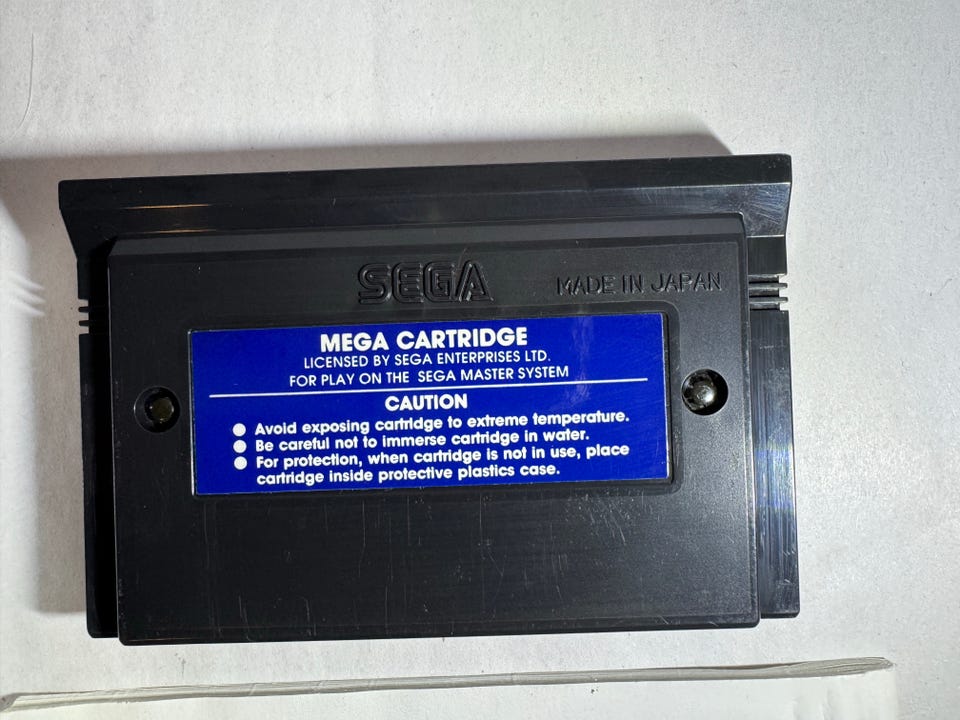 SEGA MADE IN JAPAN
MEGA CARTRIDGE
LICENSED BY SEGA ENTERPRISES LTD.
FOR PLAY ON THE SEGA MASTER SYSTEM
CAUTION
● Avoid exposing cartridge to extreme temperature.
● Be careful not to immerse cartridge in water.
● For protection, when cartridge is not in use, place
cartridge inside protective plastics case.